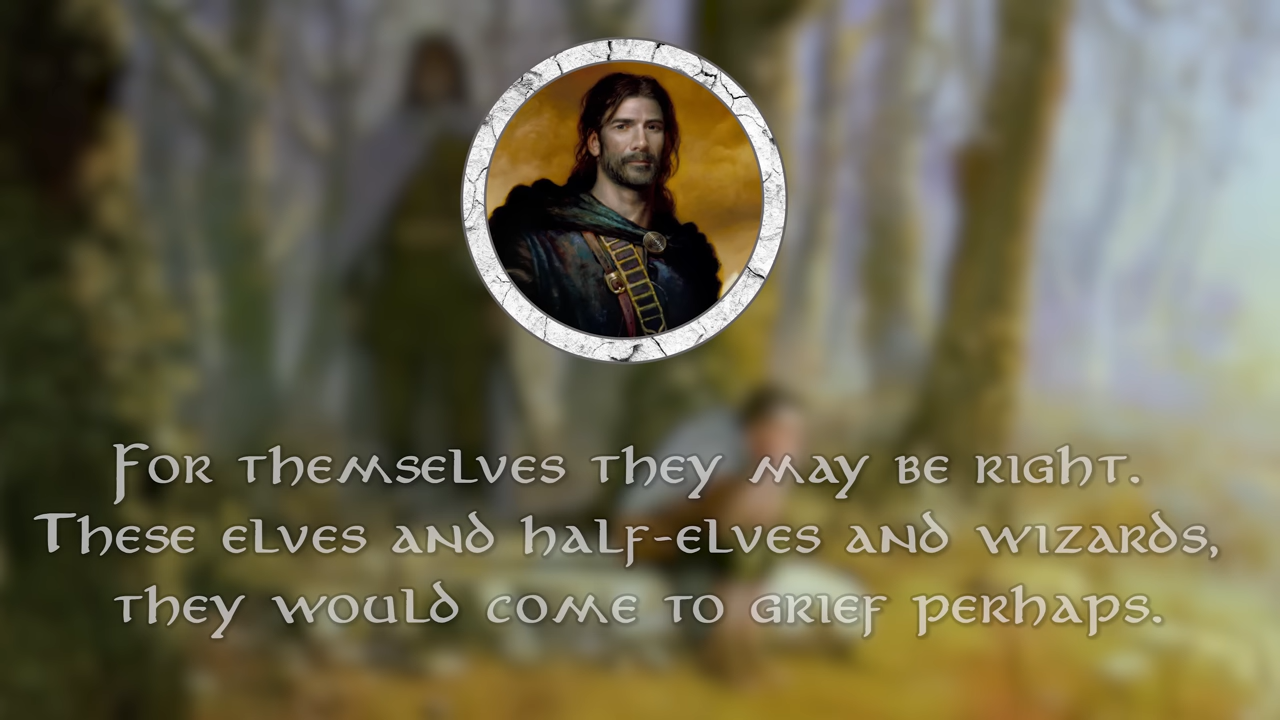 For themselves they may be right.
These elves and half-elves and wizards,
they would come to grief perhaps.